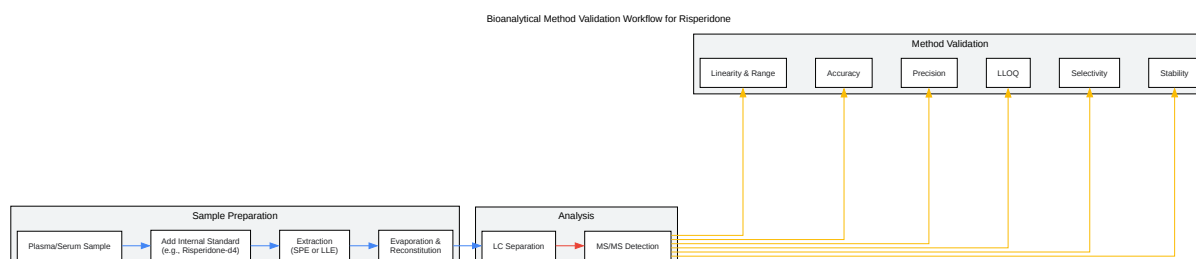 Bioanalytical Method Validation Workflow for Risperidone
Method Validation
Linearity & Range
Accuracy
Precision
LLOQ
Selectivity
Stability
Sample Preparation
Plasma/Serum Sample
Add Internal Standard
(e.g., Risperidone-d4)
Extraction
(SPE or LLE)
Evaporation &
Reconstitution
Analysis
LC Separation
MS/MS Detection